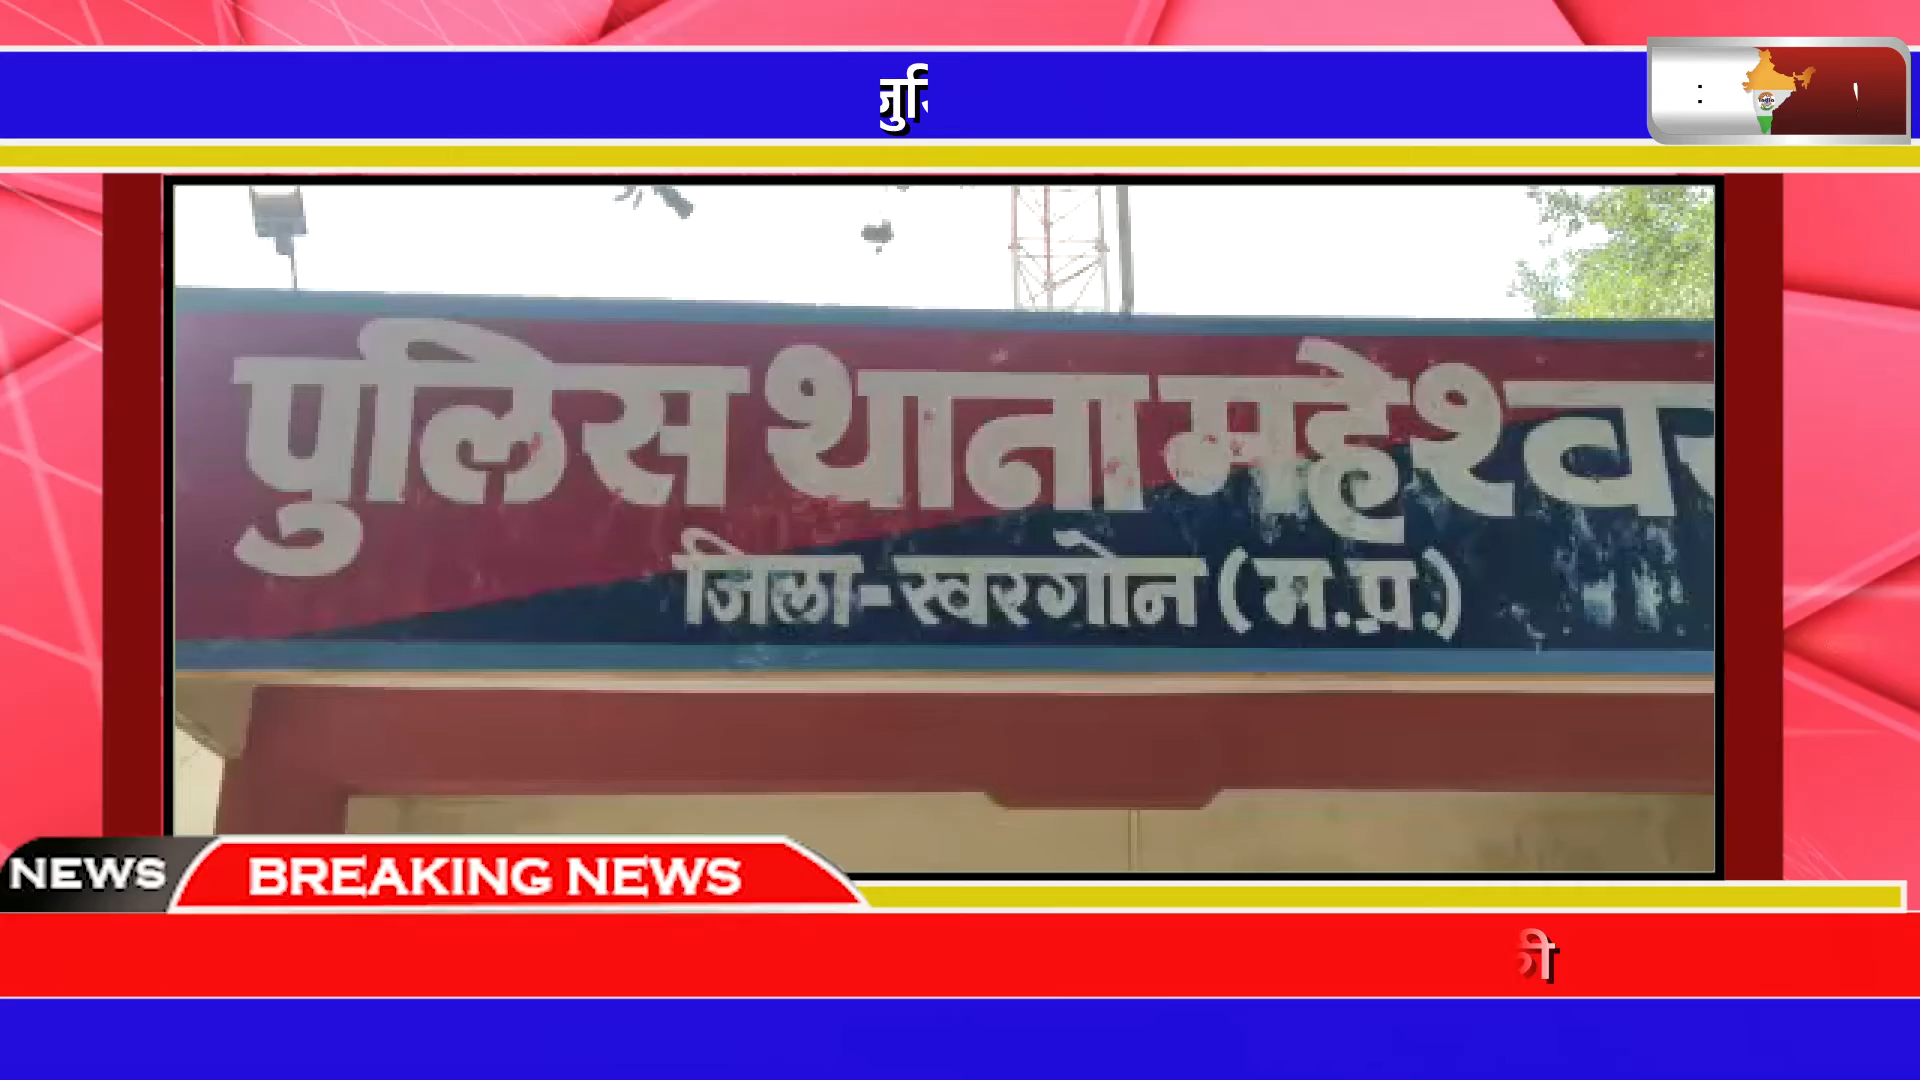 पुलिस थाना महेश्व
जिला-खरगोन (म.प्र.)
NEWS
BREAKING NEWS
की